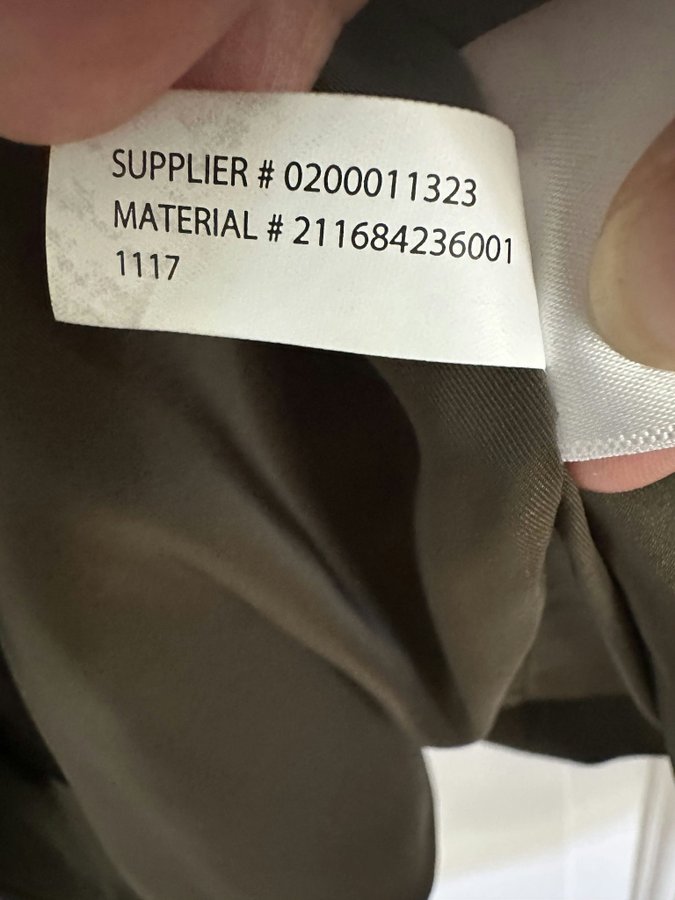 SUPPLIER # 0200011323
MATERIAL # 211684236001
1117